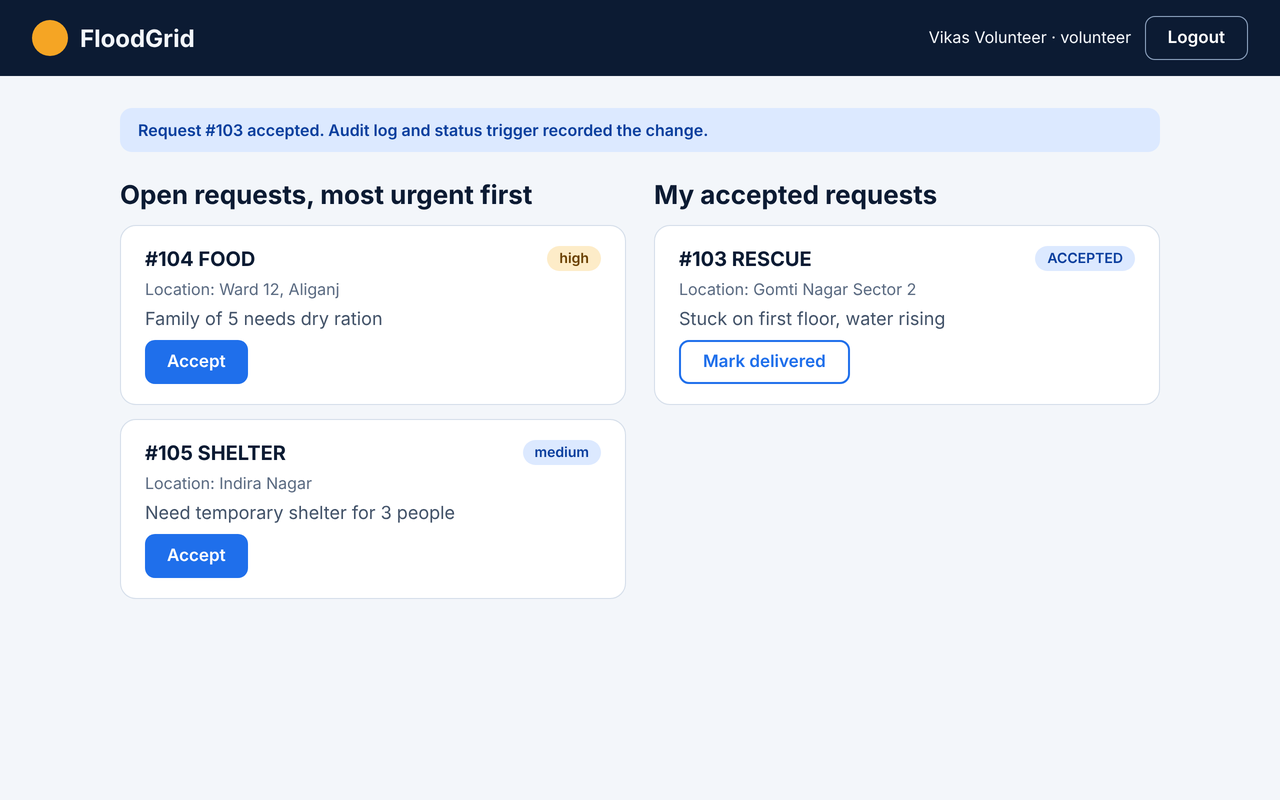 FloodGrid
Vikas Volunteer · volunteer
Logout
Request #103 accepted. Audit log and status trigger recorded the change.
Open requests, most urgent first
#104 FOOD
high
Location: Ward 12, Aliganj
Family of 5 needs dry ration
Accept
#105 SHELTER
medium
Location: Indira Nagar
Need temporary shelter for 3 people
Accept
My accepted requests
#103 RESCUE
ACCEPTED
Location: Gomti Nagar Sector 2
Stuck on first floor, water rising
Mark delivered